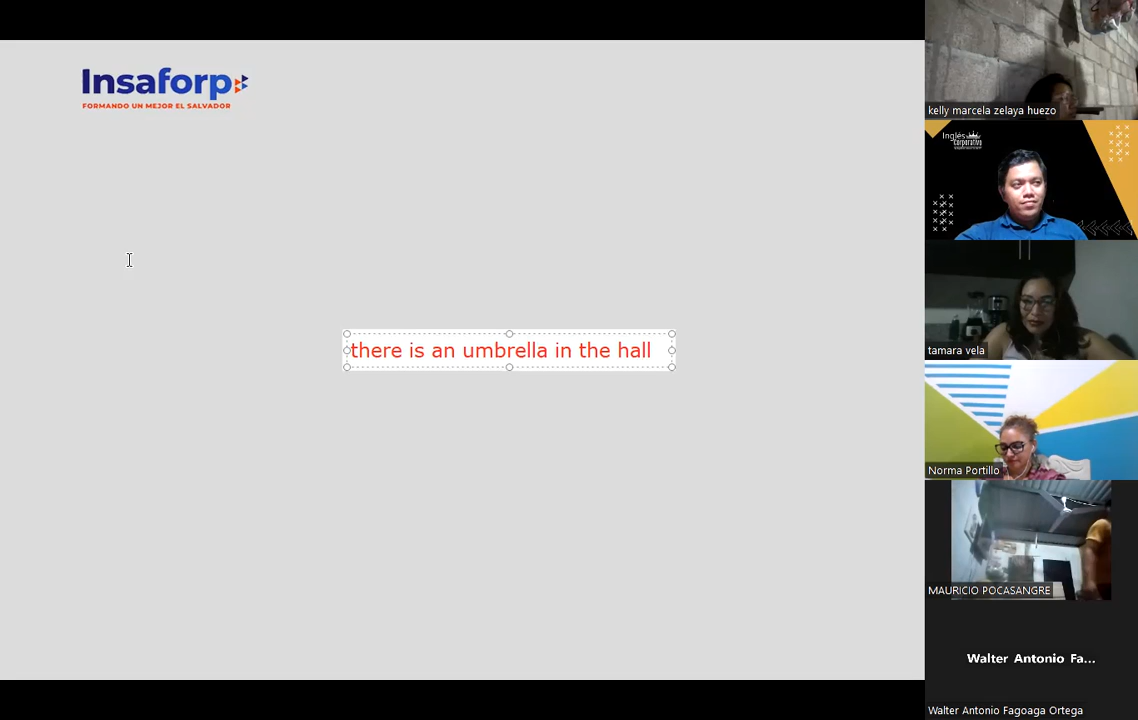 Insaforp
FORMANDO UN MEJOR EL SALVADOR
there is an umbrella in the hall
kelly marcela zelaya huezo
Inglés
corporativo
tamara vela
Norma Portillo
MAURICIO POCASANGRE
Walter Antonio Fa...
Walter Antonio Fagoaga Ortega